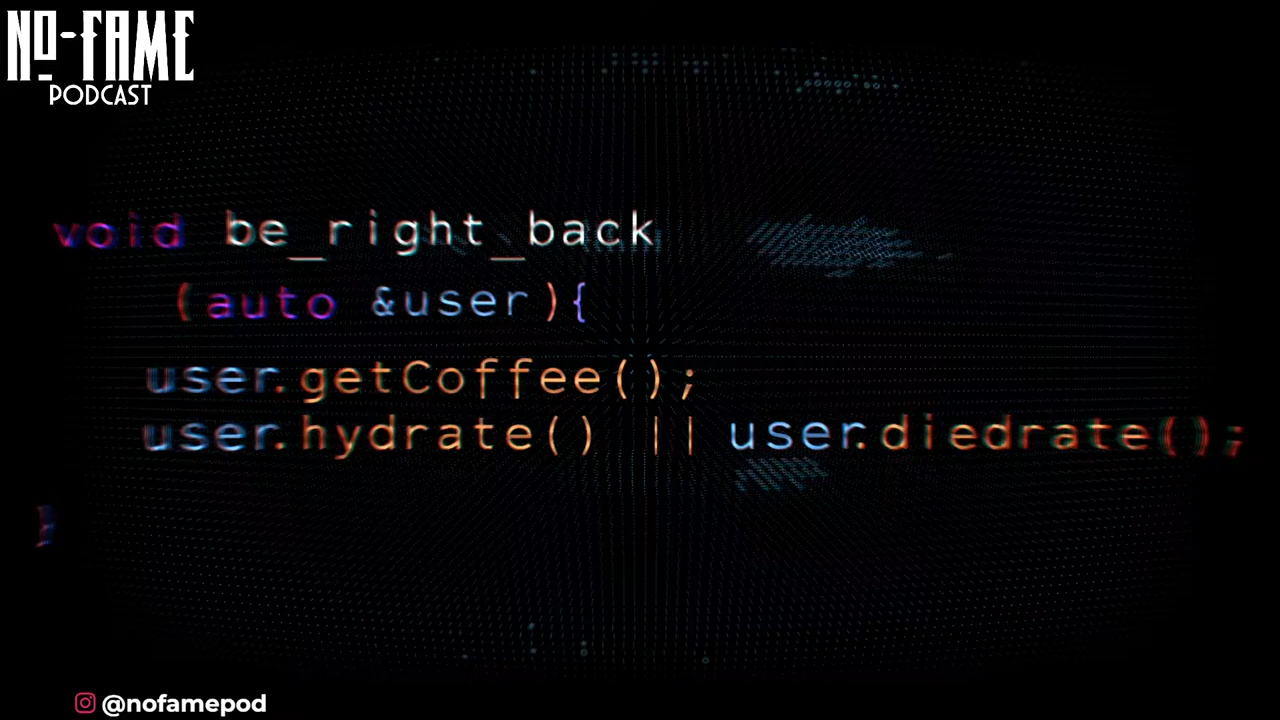 NO-FAME
PODCAST
void be_right_back
(auto &user){
user.getCoffee();
user.hydrate() || user.diedrate();
}
@nofamepod